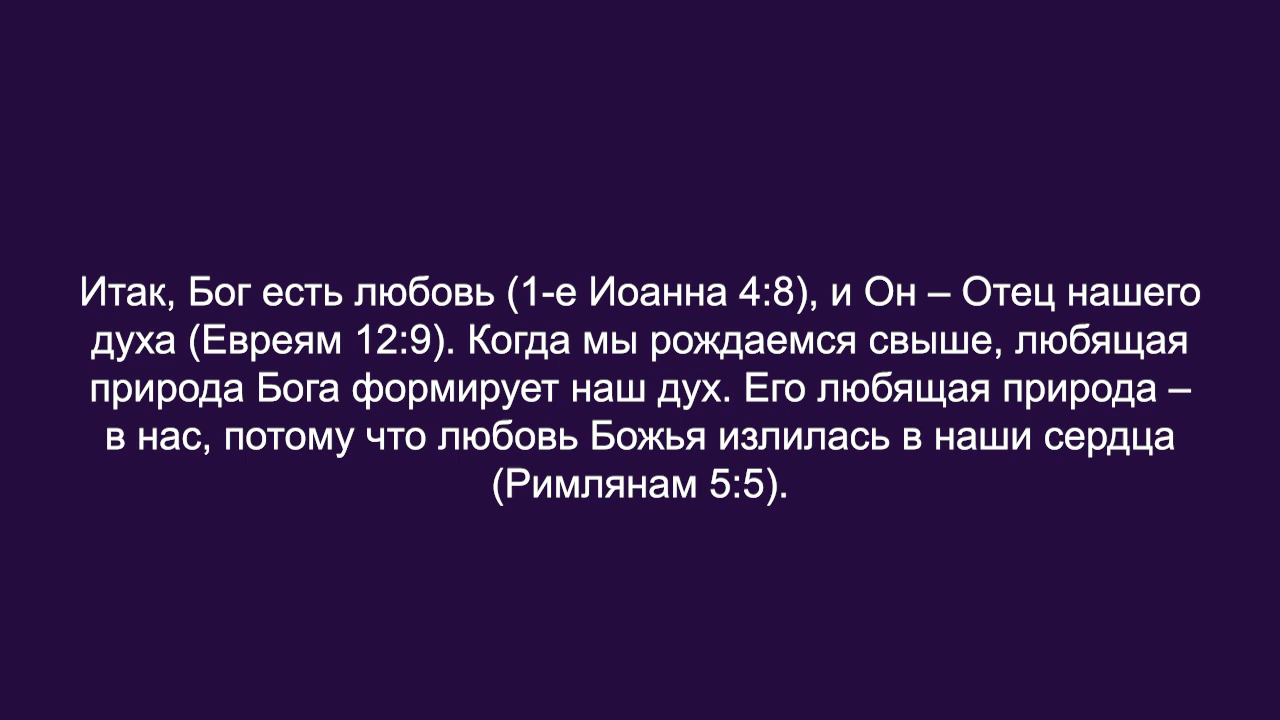 Итак, Бог есть любовь (1-е Иоанна 4:8), и Он – Отец нашего
духа (Евреям 12:9). Когда мы рождаемся свыше, любящая
природа Бога формирует наш дух. Его любящая природа –
в нас, потому что любовь Божья излилась в наши сердца
(Римлянам 5:5).